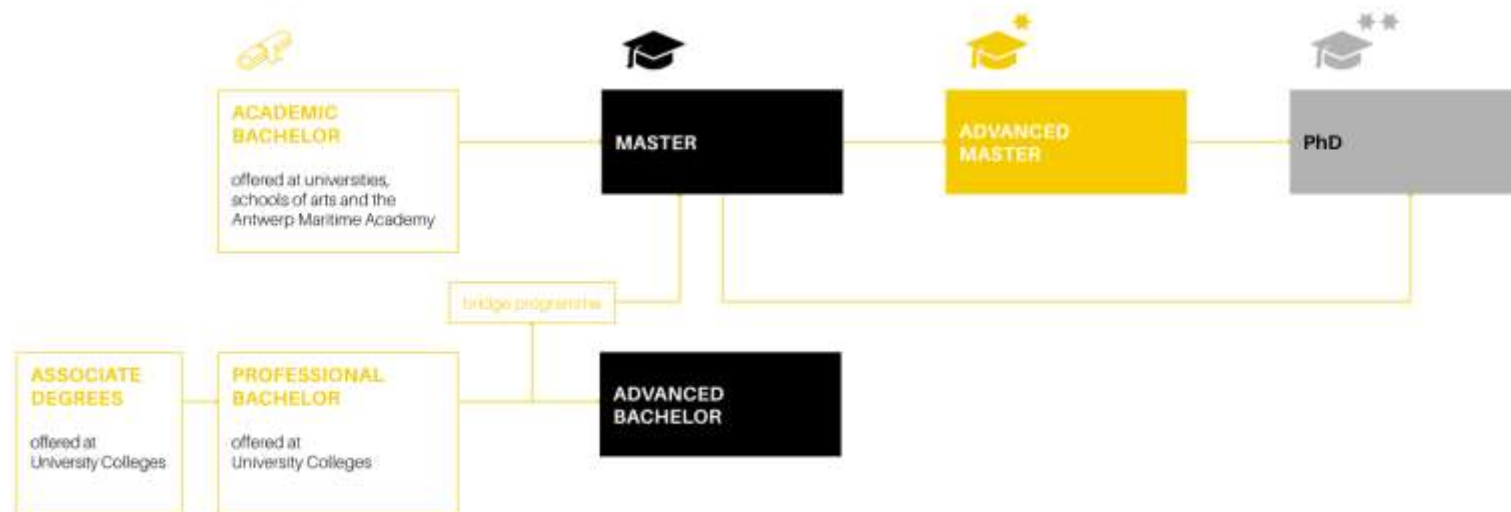 ACADEMIC
BACHELOR
offered at universities,
schools of arts and the
Antwerp Maritime Academy
MASTER
ADVANCED
MASTER
PhD
bridge programme
ASSOCIATE
DEGREES
offered at
University Colleges
PROFESSIONAL
BACHELOR
offered at
University Colleges
ADVANCED
BACHELOR